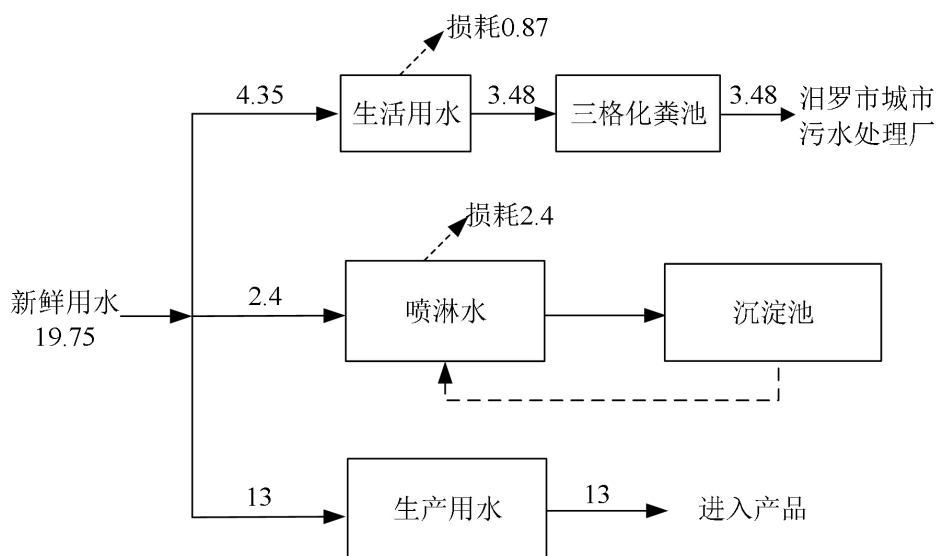 损耗0.87
4.35
生活用水
3.48
三格化粪池
3.48
汨罗市城市
污水处理厂
损耗2.4
新鲜用水
19.75
2.4
喷淋水
沉淀池
13
生产用水
13
进入产品